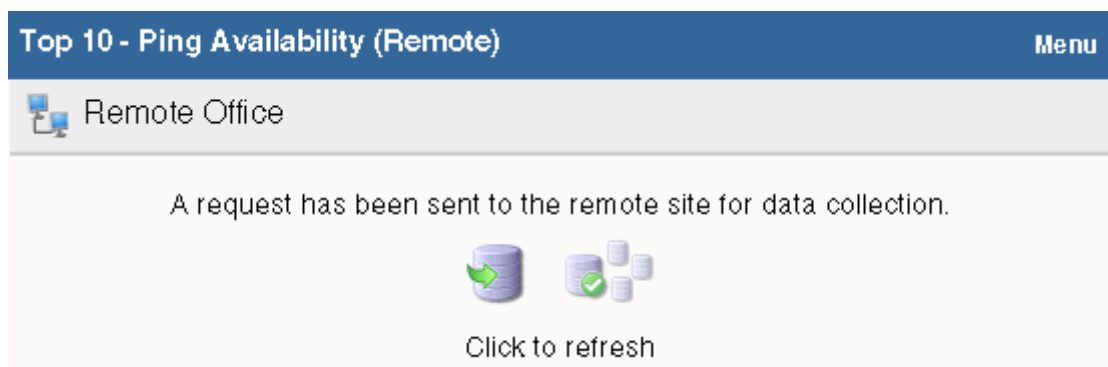 Top 10 - Ping Availability (Remote)
Menu
Remote Office
A request has been sent to the remote site for data collection.
Click to refresh